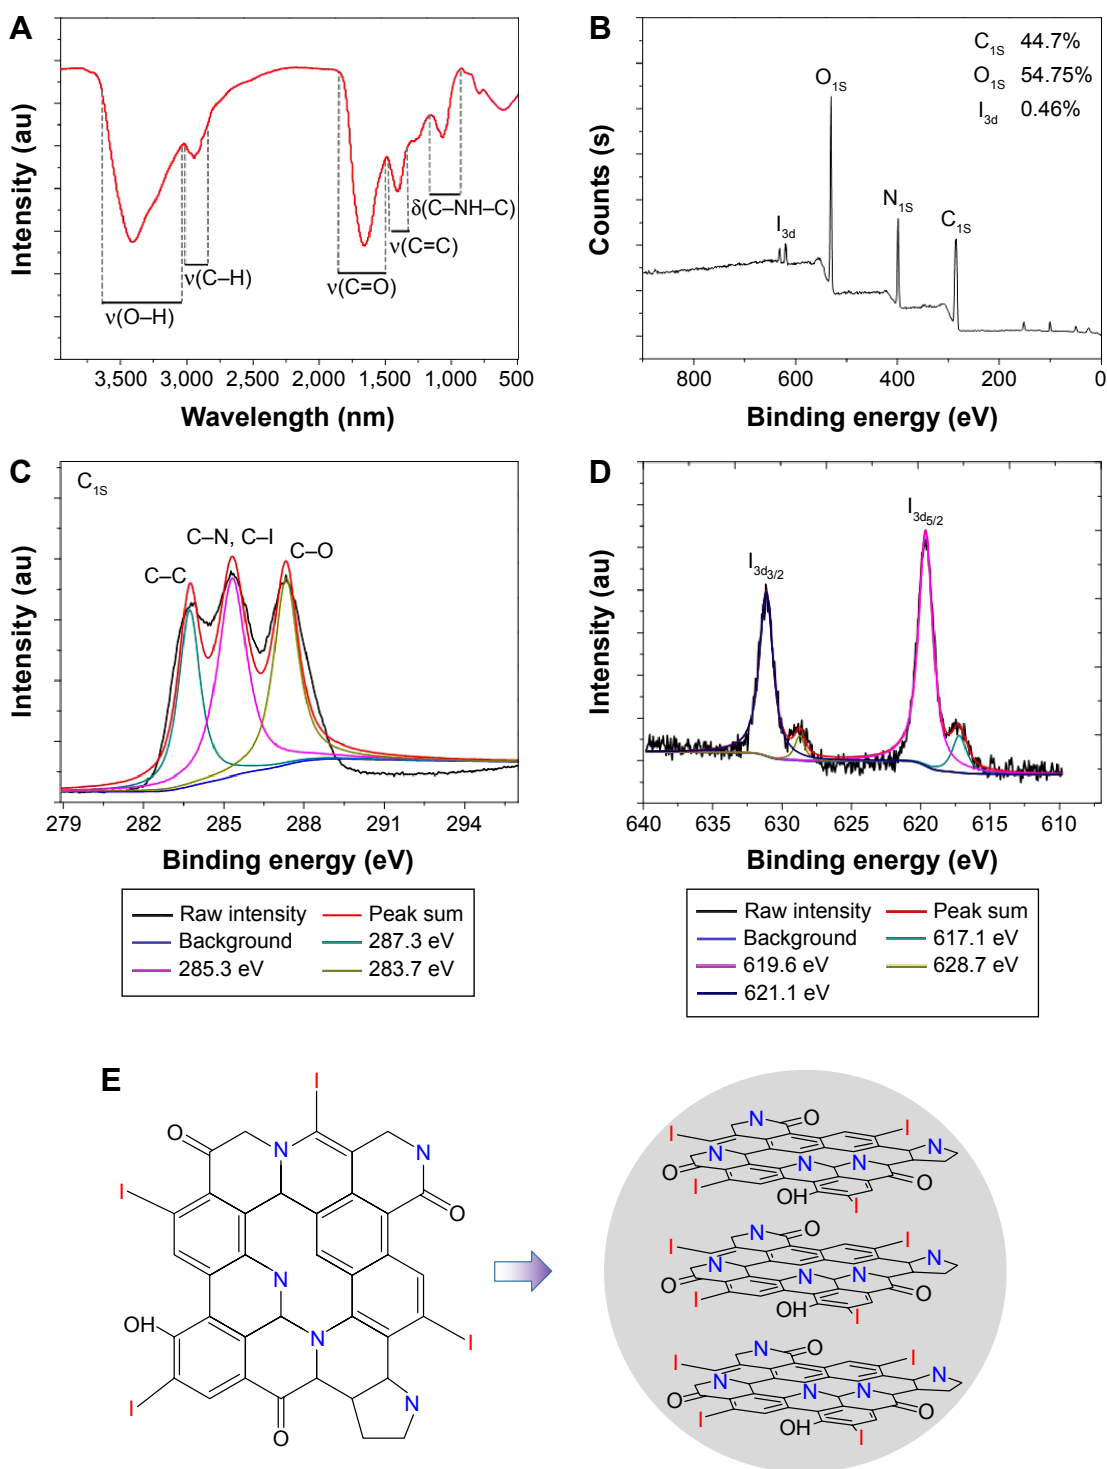 A
Intensity (au)
ν(O–H)
ν(C–H)
ν(C=O)
ν(C=C)
δ(C–NH–C)
3,500 3,000 2,500 2,000 1,500 1,000 500
Wavelength (nm)
B
Counts (s)
C1S 44.7%
O1S 54.75%
I3d 0.46%
I3d
O1S
N1S
C1S
800 600 400 200 0
Binding energy (eV)
C
Intensity (au)
C1S
C–C
C–N, C–I
C–O
279 282 285 288 291 294
Binding energy (eV)
Raw intensity Peak sum
Background 287.3 eV
285.3 eV 283.7 eV
D
Intensity (au)
I3d3/2
I3d5/2
640 635 630 625 620 615 610
Binding energy (eV)
Raw intensity Peak sum
Background 617.1 eV
619.6 eV 628.7 eV
621.1 eV
E
I
O N N
I O
N
OH N I
I N
O
N O
I I
N N
O N N O
I OH I
N O
I I
N N
O N N O
I OH I
N O
I I
N N
O N N O
I OH I